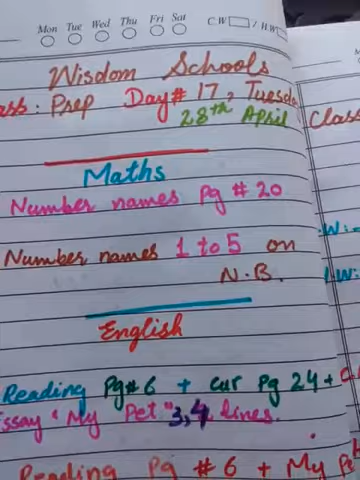 Mon Tue Wed Thu Fri Sat C.W / H.W
Wisdom Schools
ass: Prep Day# 17, Tuesda
28th April
Maths
Number names Pg # 20
Number names 1 to 5 on
N.B.
English
Reading Pg# 6 + cur Pg 24 +
Essay "My Pet" 3,4 lines.
Reading Pg # 6 + My Pet
Class
.W: